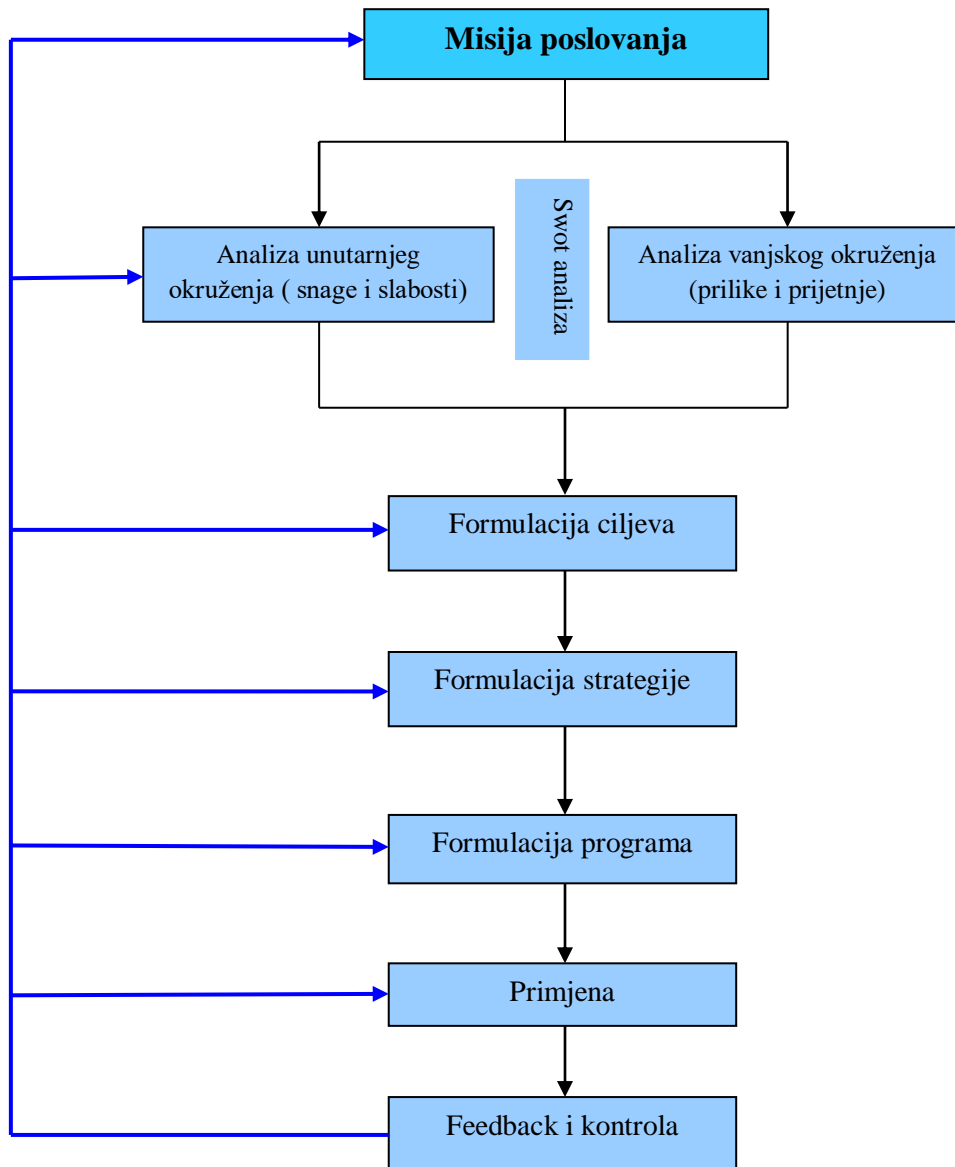 Misija poslovanja
Swot analiza
Analiza unutarnjeg
okruženja ( snage i slabosti)
Analiza vanjskog okruženja
(prilike i prijetnje)
Formulacija ciljeva
Formulacija strategije
Formulacija programa
Primjena
Feedback i kontrola